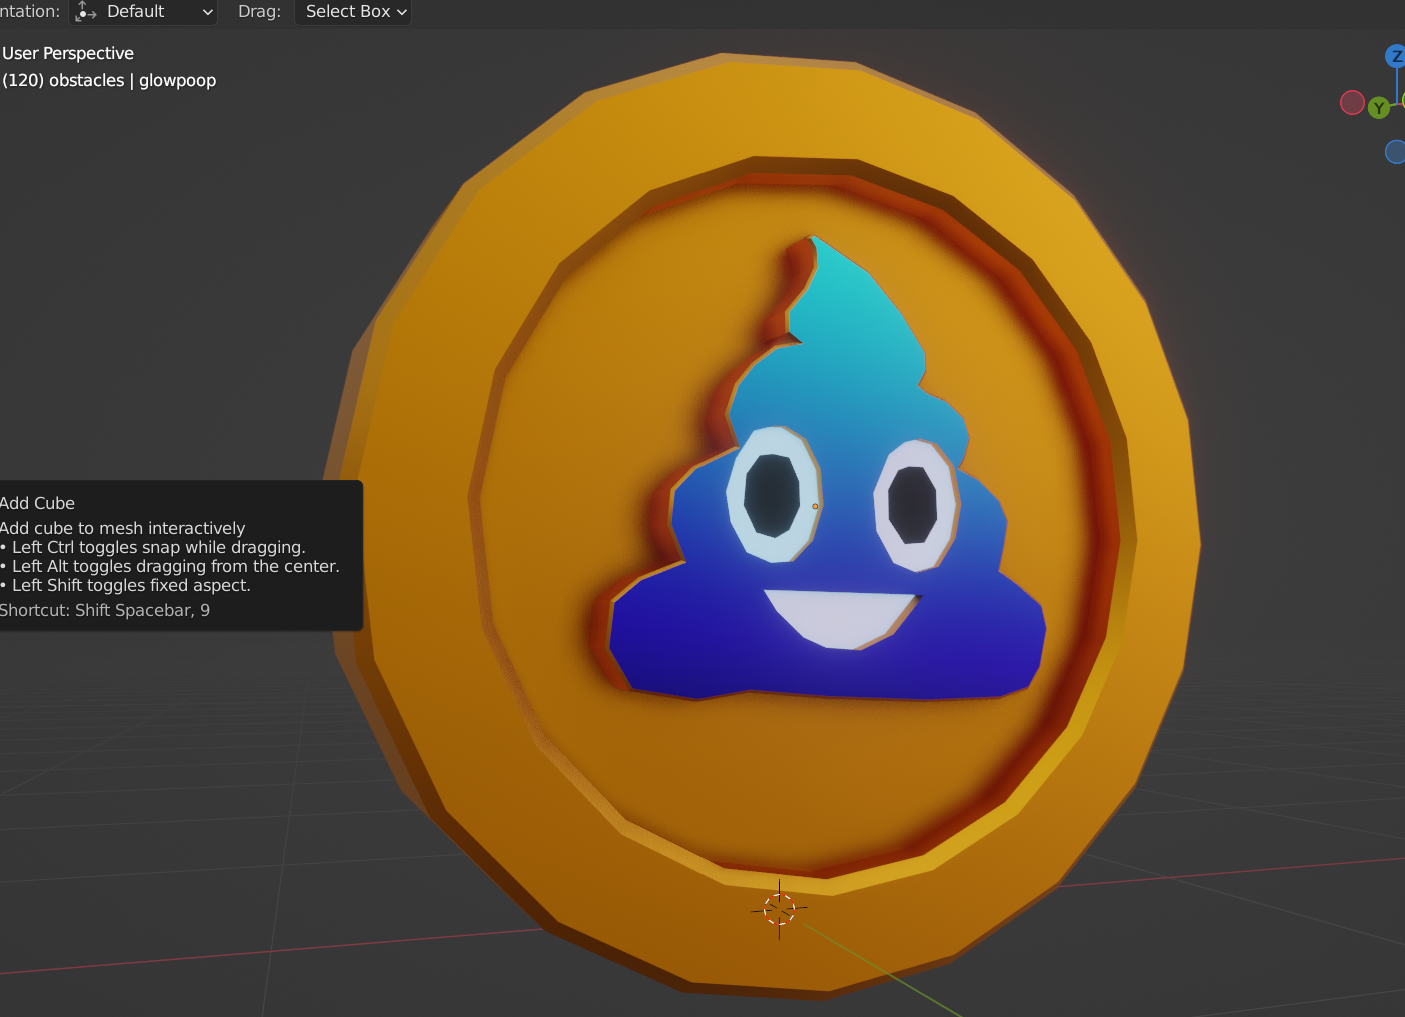 ntation: Default Drag: Select Box
User Perspective
(120) obstacles | glowpoop
Z
Y
Add Cube
Add cube to mesh interactively
• Left Ctrl toggles snap while dragging.
• Left Alt toggles dragging from the center.
• Left Shift toggles fixed aspect.
Shortcut: Shift Spacebar, 9